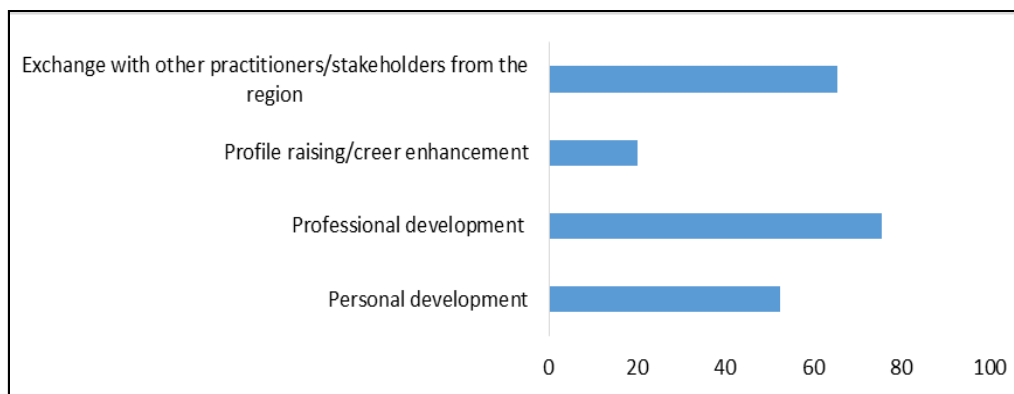 Exchange with other practitioners/stakeholders from the
region
Profile raising/creer enhancement
Professional development
Personal development
0 20 40 60 80 100